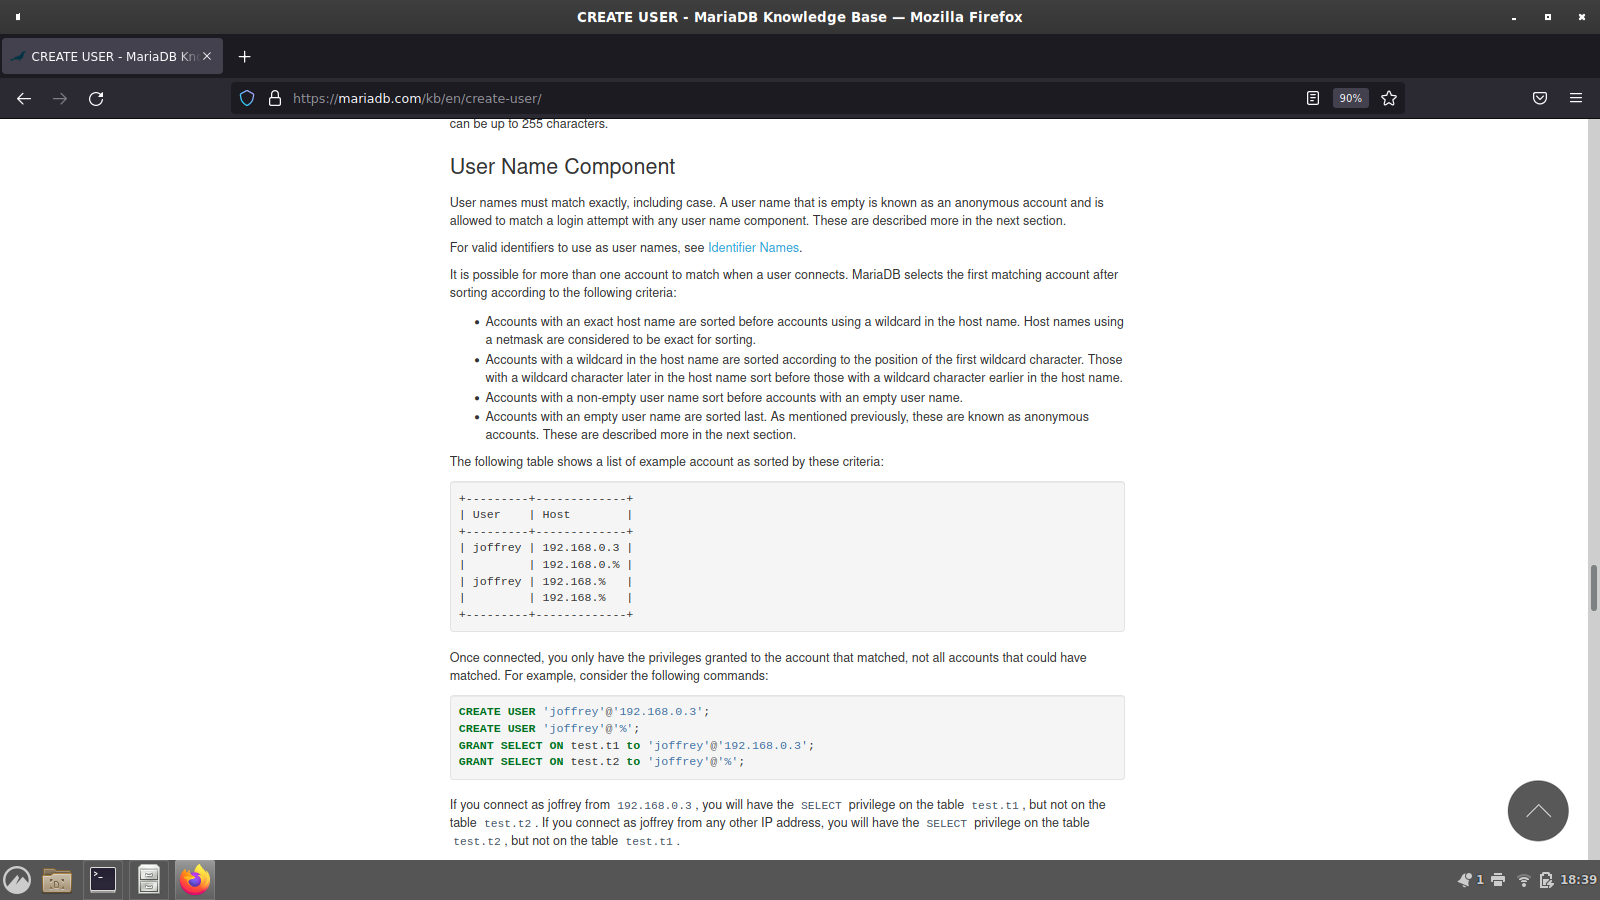 CREATE USER - MariaDB Knowledge Base — Mozilla Firefox
CREATE USER - MariaDB Kn
https://mariadb.com/kb/en/create-user/
90%
can be up to 255 characters.
User Name Component
User names must match exactly, including case. A user name that is empty is known as an anonymous account and is
allowed to match a login attempt with any user name component. These are described more in the next section.
For valid identifiers to use as user names, see Identifier Names.
It is possible for more than one account to match when a user connects. MariaDB selects the first matching account after
sorting according to the following criteria:
• Accounts with an exact host name are sorted before accounts using a wildcard in the host name. Host names using
a netmask are considered to be exact for sorting.
• Accounts with a wildcard in the host name are sorted according to the position of the first wildcard character. Those
with a wildcard character later in the host name sort before those with a wildcard character earlier in the host name.
• Accounts with a non-empty user name sort before accounts with an empty user name.
• Accounts with an empty user name are sorted last. As mentioned previously, these are known as anonymous
accounts. These are described more in the next section.
The following table shows a list of example account as sorted by these criteria:
+---------+-------------+
| User    | Host        |
+---------+-------------+
| joffrey | 192.168.0.3 |
|         | 192.168.0.% |
| joffrey | 192.168.%   |
|         | 192.168.%   |
+---------+-------------+
Once connected, you only have the privileges granted to the account that matched, not all accounts that could have
matched. For example, consider the following commands:
CREATE USER 'joffrey'@'192.168.0.3';
CREATE USER 'joffrey'@'%';
GRANT SELECT ON test.t1 to 'joffrey'@'192.168.0.3';
GRANT SELECT ON test.t2 to 'joffrey'@'%';
If you connect as joffrey from 192.168.0.3, you will have the SELECT privilege on the table test.t1, but not on the
table test.t2. If you connect as joffrey from any other IP address, you will have the SELECT privilege on the table
test.t2, but not on the table test.t1.
1
18:39